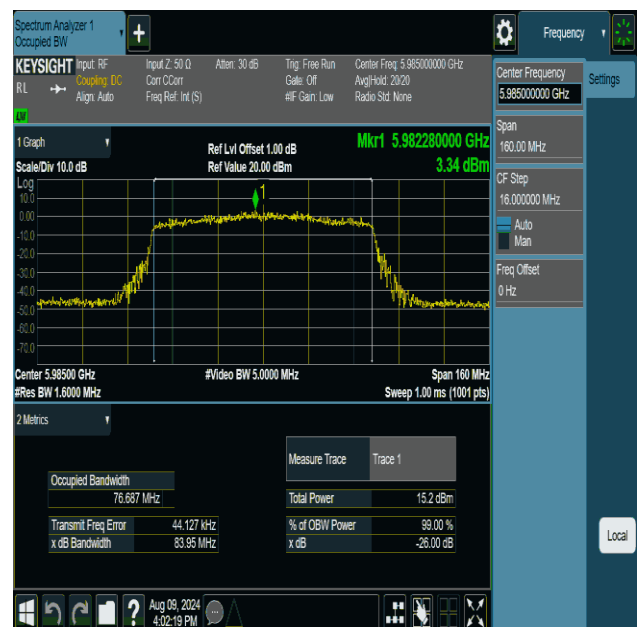 Spectrum Analyzer 1
Occupied BW
Frequency
KEYSIGHT Input: RF Input Z: 50 Ω Atten: 30 dB Trig: Free Run Center Freq: 5.985000000 GHz
RL Coupling: DC Corr CCorr Gate: Off Avg|Hold: 20/20
Align: Auto Freq Ref: Int (S) #IF Gain: Low Radio Std: None
Center Frequency
5.985000000 GHz
Settings
Span
160.00 MHz
CF Step
16.000000 MHz
Auto
Man
Freq Offset
0 Hz
Local
1 Graph
Scale/Div 10.0 dB
Ref Lvl Offset 1.00 dB
Ref Value 20.00 dBm
Mkr1 5.982280000 GHz
3.34 dBm
Log
10.0
0.00
-10.0
-20.0
-30.0
-40.0
-50.0
-60.0
-70.0
1
Center 5.98500 GHz #Video BW 5.0000 MHz Span 160 MHz
#Res BW 1.6000 MHz Sweep 1.00 ms (1001 pts)
2 Metrics
Measure Trace Trace 1
Occupied Bandwidth
76.687 MHz
Total Power 15.2 dBm
Transmit Freq Error 44.127 kHz % of OBW Power 99.00 %
x dB Bandwidth 83.95 MHz x dB -26.00 dB
? Aug 09, 2024
4:02:19 PM